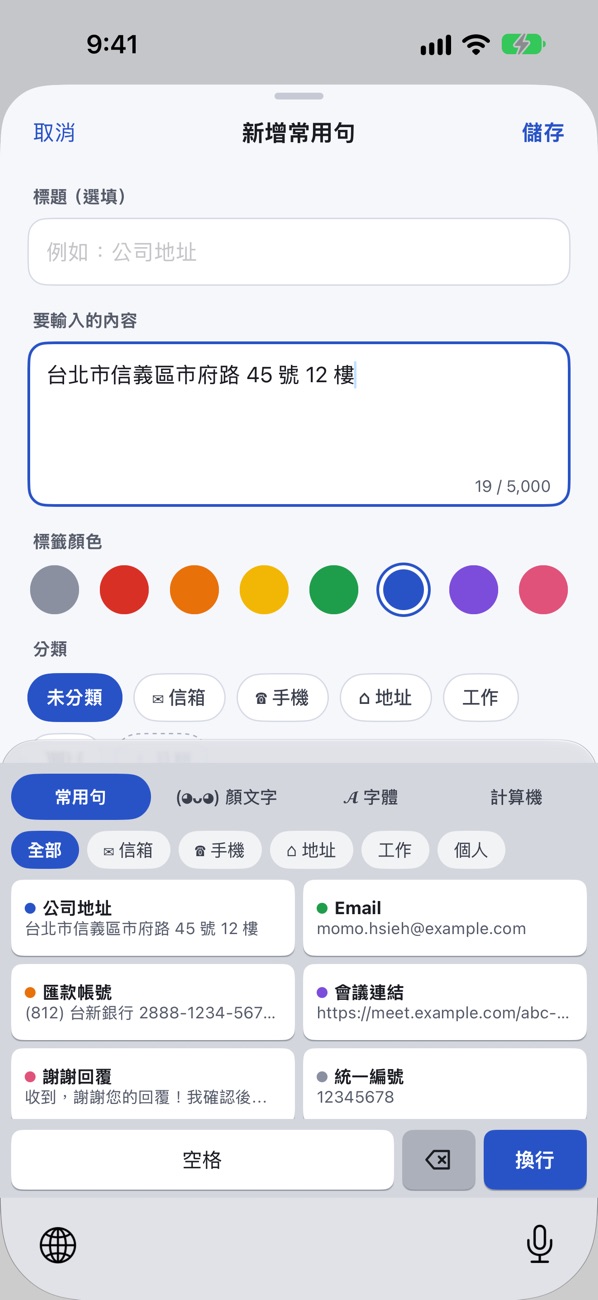 9:41
取消
新增常用句
儲存
標題（選填）
例如：公司地址
要輸入的內容
台北市信義區市府路 45 號 12 樓
19 / 5,000
標籤顏色
分類
未分類
✉ 信箱
☎ 手機
⌂ 地址
工作
常用句
(◕ᴗ◕) 顏文字
𝓐 字體
計算機
全部
✉ 信箱
☎ 手機
⌂ 地址
工作
個人
公司地址
台北市信義區市府路 45 號 12 樓
Email
momo.hsieh@example.com
匯款帳號
(812) 台新銀行 2888-1234-567…
會議連結
https://meet.example.com/abc-…
謝謝回覆
收到，謝謝您的回覆！我確認後…
統一編號
12345678
空格
換行